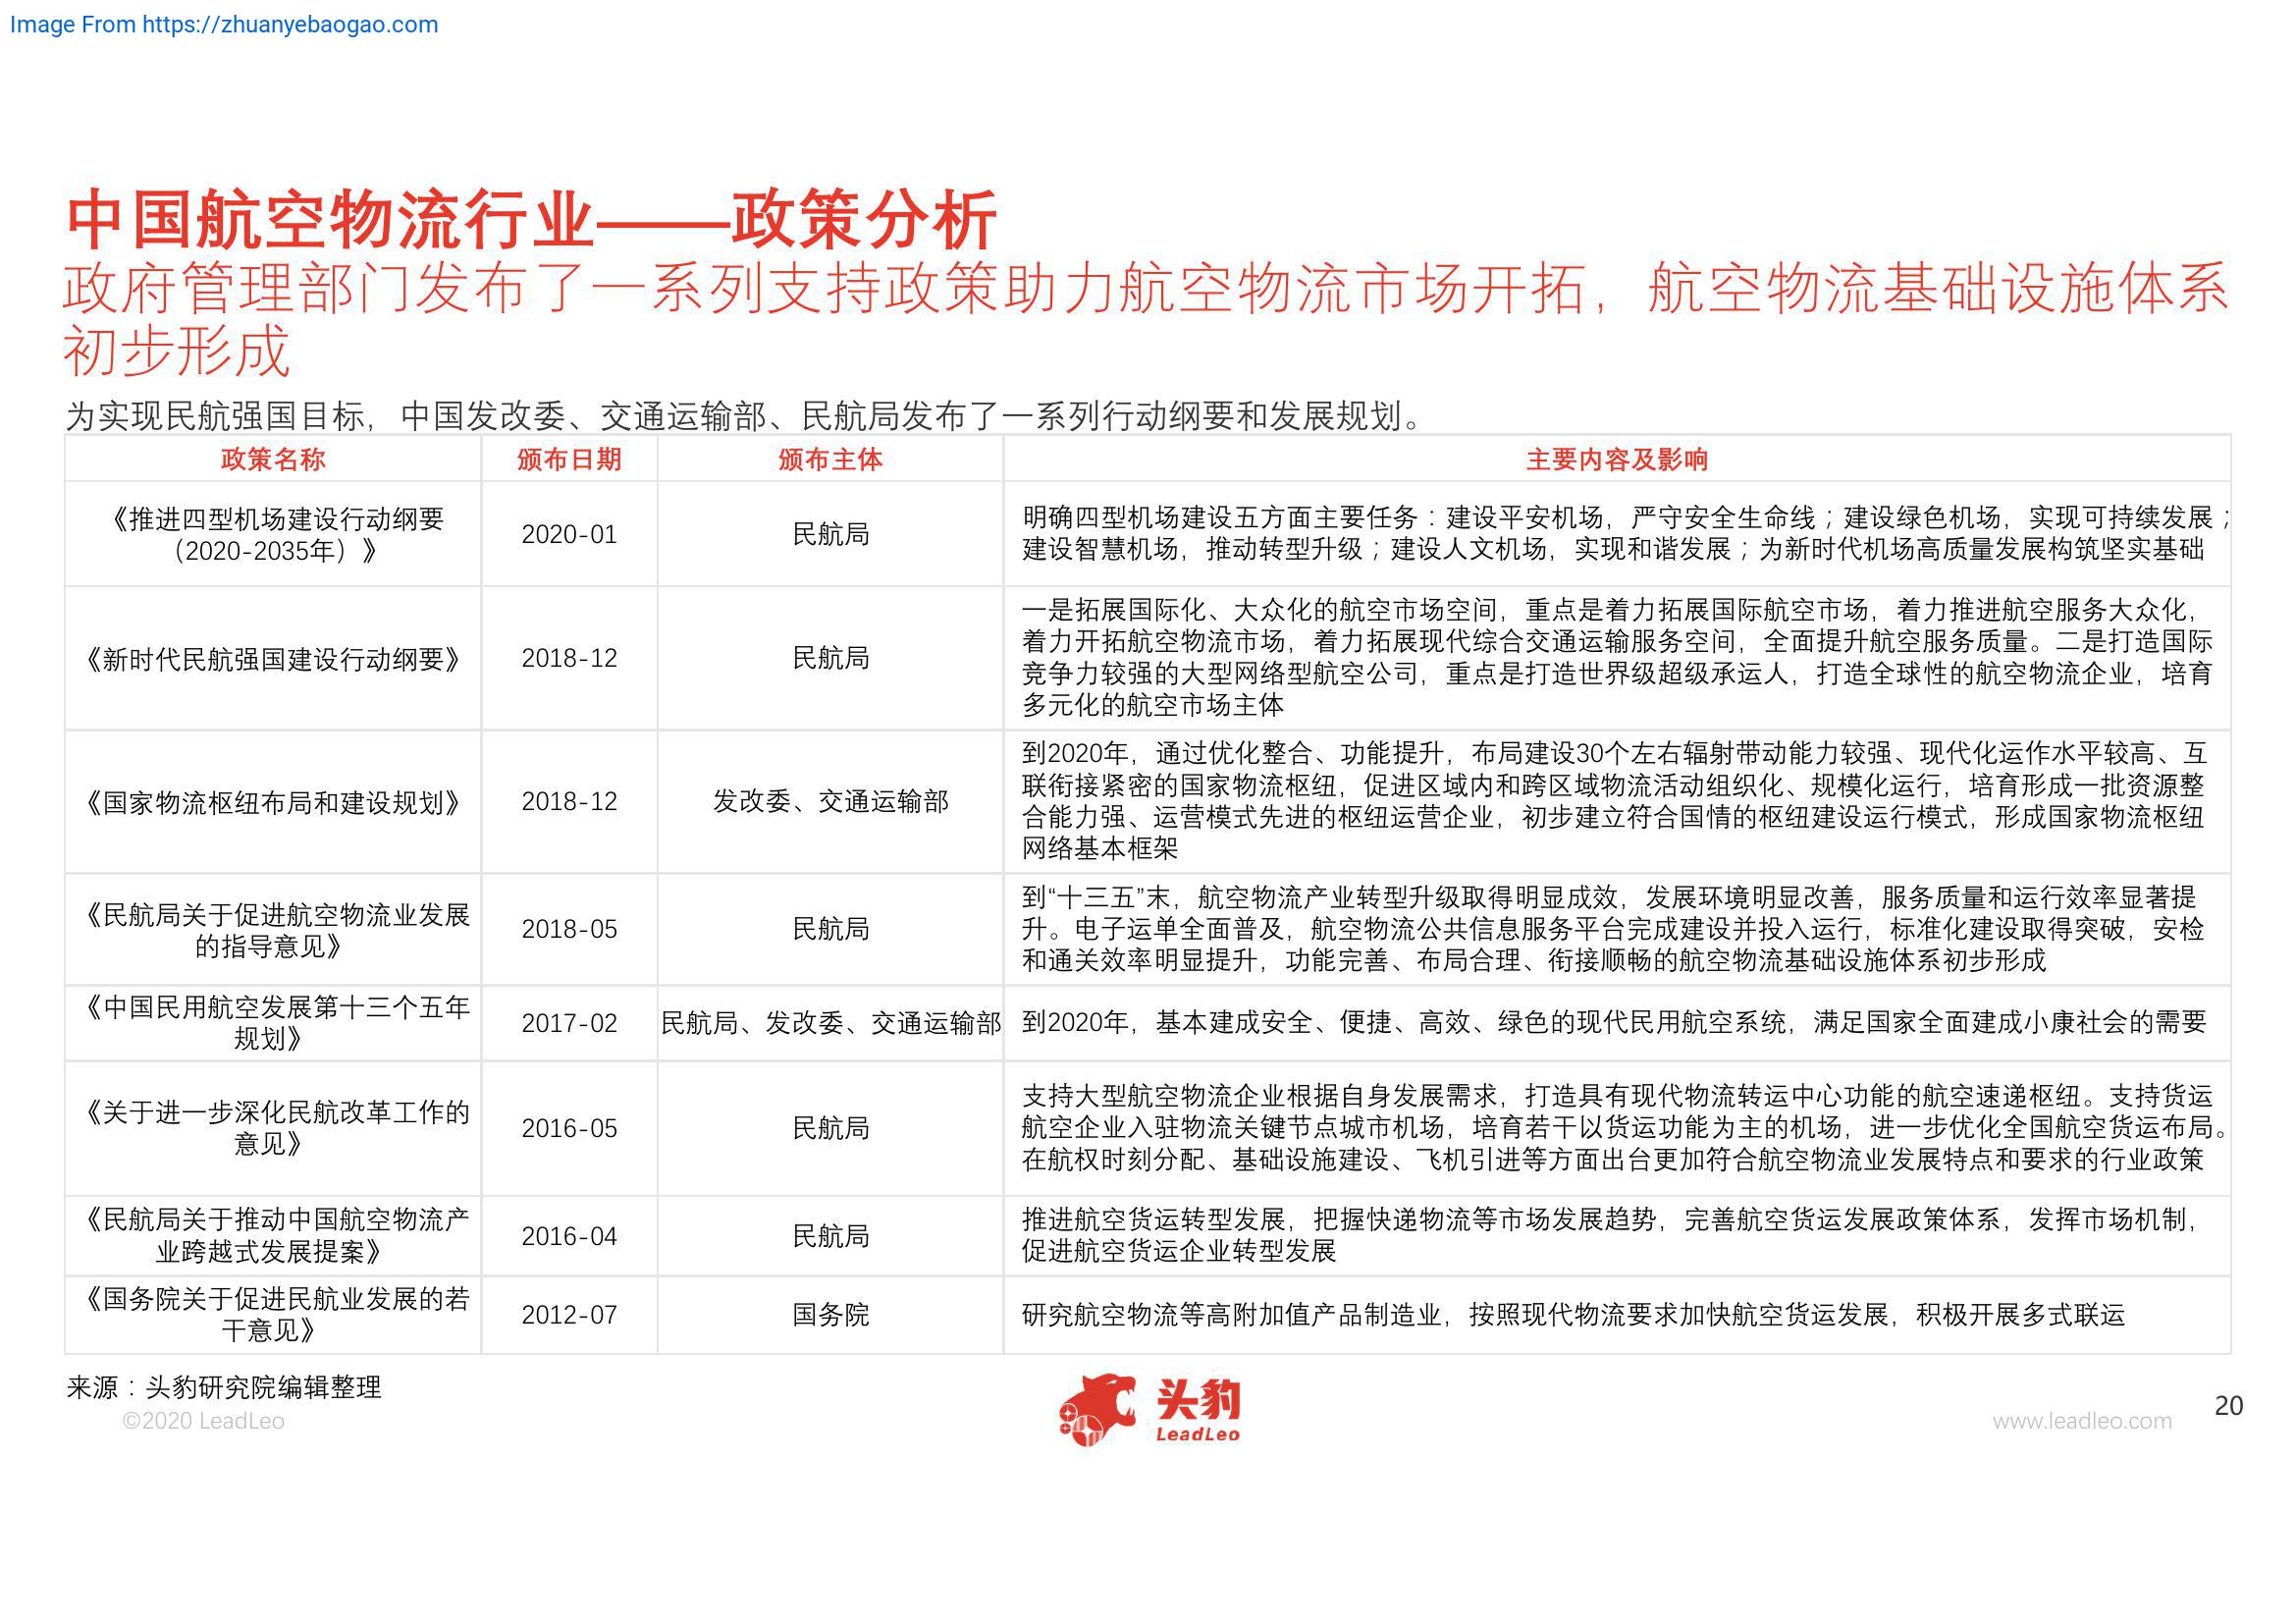 Image From https://zhuanyebaogao.com
中国航空物流行业——政策分析
政府管理部门发布了一系列支持政策助力航空物流市场开拓，航空物流基础设施体系
初步形成
为实现民航强国目标，中国发改委、交通运输部、民航局发布了一系列行动纲要和发展规划。
政策名称 颁布日期 颁布主体 主要内容及影响
《推进四型机场建设行动纲要
（2020-2035年）》
2020-01
民航局
明确四型机场建设五方面主要任务：建设平安机场，严守安全生命线；建设绿色机场，实现可持续发展；
建设智慧机场，推动转型升级；建设人文机场，实现和谐发展；为新时代机场高质量发展构筑坚实基础
《新时代民航强国建设行动纲要》
2018-12
民航局
一是拓展国际化、大众化的航空市场空间，重点是着力拓展国际航空市场，着力推进航空服务大众化，
着力开拓航空物流市场，着力拓展现代综合交通运输服务空间，全面提升航空服务质量。二是打造国际
竞争力较强的大型网络型航空公司，重点是打造世界级超级承运人，打造全球性的航空物流企业，培育
多元化的航空市场主体
《国家物流枢纽布局和建设规划》
2018-12
发改委、交通运输部
到2020年，通过优化整合、功能提升，布局建设30个左右辐射带动能力较强、现代化运作水平较高、互
联衔接紧密的国家物流枢纽，促进区域内和跨区域物流活动组织化、规模化运行，培育形成一批资源整
合能力强、运营模式先进的枢纽运营企业，初步建立符合国情的枢纽建设运行模式，形成国家物流枢纽
网络基本框架
《民航局关于促进航空物流业发展
的指导意见》
2018-05
民航局
到“十三五”末，航空物流产业转型升级取得明显成效，发展环境明显改善，服务质量和运行效率显著提
升。电子运单全面普及，航空物流公共信息服务平台完成建设并投入运行，标准化建设取得突破，安检
和通关效率明显提升，功能完善、布局合理、衔接顺畅的航空物流基础设施体系初步形成
《中国民用航空发展第十三个五年
规划》
2017-02
民航局、发改委、交通运输部
到2020年，基本建成安全、便捷、高效、绿色的现代民用航空系统，满足国家全面建成小康社会的需要
《关于进一步深化民航改革工作的
意见》
2016-05
民航局
支持大型航空物流企业根据自身发展需求，打造具有现代物流转运中心功能的航空速递枢纽。支持货运
航空企业入驻物流关键节点城市机场，培育若干以货运功能为主的机场，进一步优化全国航空货运布局。
在航权时刻分配、基础设施建设、飞机引进等方面出台更加符合航空物流业发展特点和要求的行业政策
《民航局关于推动中国航空物流产
业跨越式发展提案》
2016-04
民航局
推进航空货运转型发展，把握快递物流等市场发展趋势，完善航空货运发展政策体系，发挥市场机制，
促进航空货运企业转型发展
《国务院关于促进民航业发展的若
干意见》
2012-07
国务院
研究航空物流等高附加值产品制造业，按照现代物流要求加快航空货运发展，积极开展多式联运
来源：头豹研究院编辑整理
©2020 LeadLeo
头豹
LeadLeo
www.leadleo.com
20